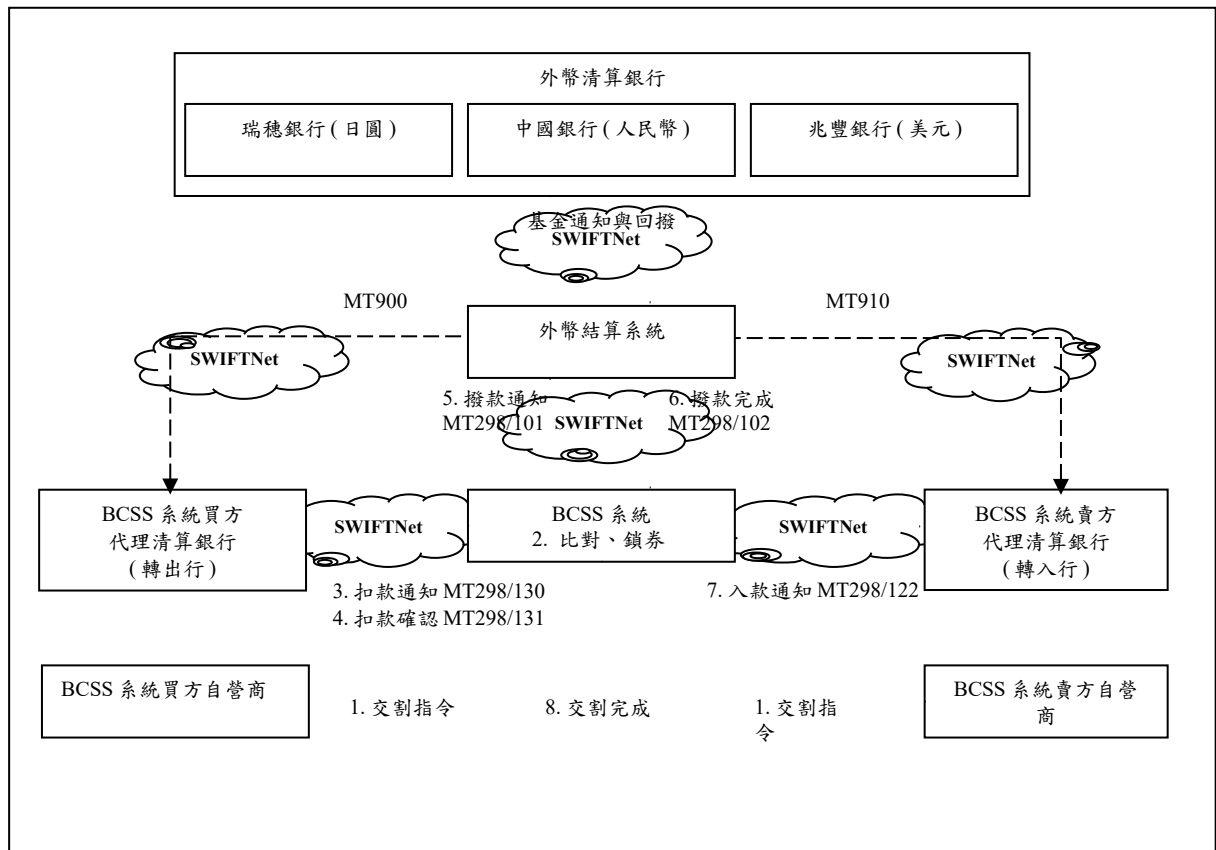 外幣清算銀行
瑞穗銀行(日圓)
中國銀行(人民幣)
兆豐銀行(美元)
基金通知與回撥
SWIFTNet
MT900
MT910
外幣結算系統
SWIFTNet
SWIFTNet
5. 撥款通知
MT298/101
SWIFTNet
6. 撥款完成
MT298/102
BCSS 系統買方
代理清算銀行
(轉出行)
SWIFTNet
BCSS 系統
2. 比對、鎖券
SWIFTNet
BCSS 系統賣方
代理清算銀行
(轉入行)
3. 扣款通知 MT298/130
4. 扣款確認 MT298/131
7. 入款通知 MT298/122
BCSS 系統買方自營商
1. 交割指令
8. 交割完成
1. 交割指
令
BCSS 系統賣方自營
商